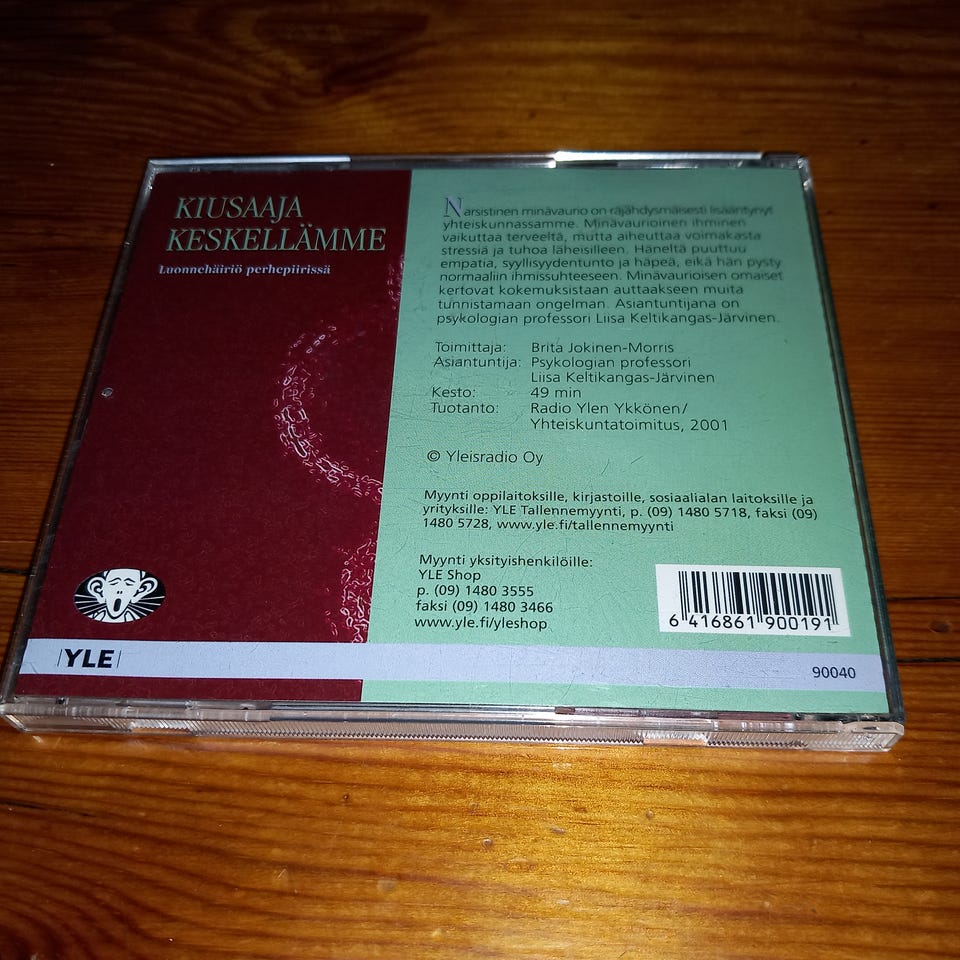 KIUSAAJA
KESKELLÄMME
Luonnehäiriö perhepiirissä
Narsistinen minävaurio on räjähdysmäisesti lisääntynyt
yhteiskunnassamme. Minävaurioinen ihminen
vaikuttaa terveeltä, mutta aiheuttaa voimakasta
stressiä ja tuhoa läheisilleen. Häneltä puuttuu
empatia, syyllisyydentunto ja häpeä, eikä hän pysty
normaaliin ihmissuhteeseen. Minävaurioisen omaiset
kertovat kokemuksistaan auttaakseen muita
tunnistamaan ongelman. Asiantuntijana on
psykologian professori Liisa Keltikangas-Järvinen.
Toimittaja: Brita Jokinen-Morris
Asiantuntija: Psykologian professori
Liisa Keltikangas-Järvinen
Kesto: 49 min
Tuotanto: Radio Ylen Ykkönen/
Yhteiskuntatoimitus, 2001
© Yleisradio Oy
Myynti oppilaitoksille, kirjastoille, sosiaalialan laitoksille ja
yrityksille: YLE Tallennemyynti, p. (09) 1480 5718, faksi (09)
1480 5728, www.yle.fi/tallennemyynti
Myynti yksityishenkilöille:
YLE Shop
p. (09) 1480 3555
faksi (09) 1480 3466
www.yle.fi/yleshop
6 416861 900191
YLE
90040